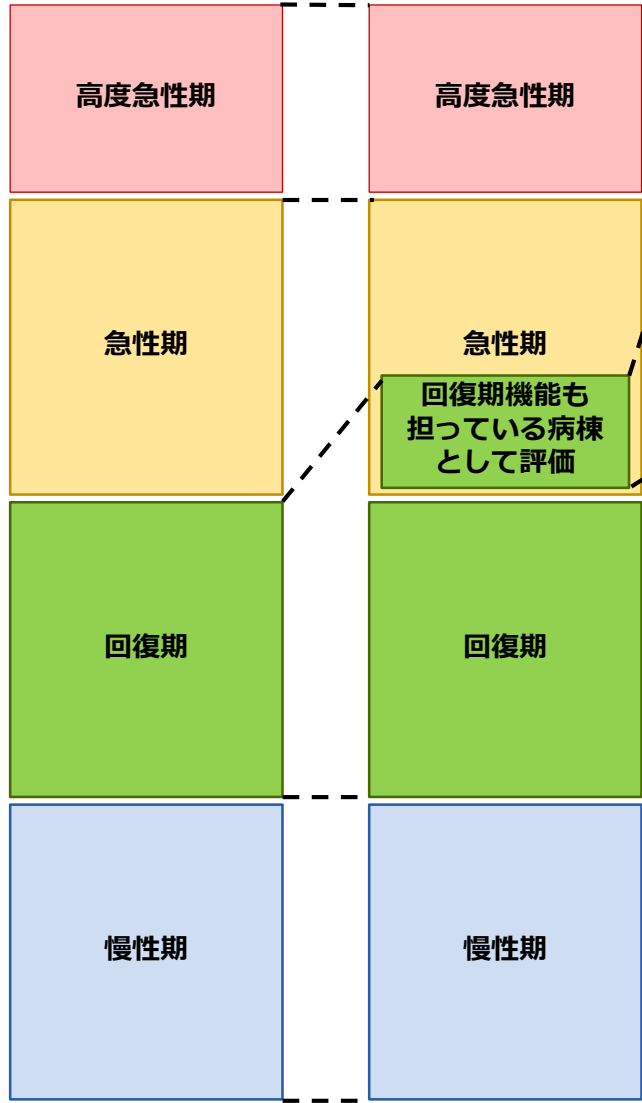 高度急性期
高度急性期
急性期
急性期
回復期機能も
担っている病棟
として評価
回復期
回復期
慢性期
慢性期